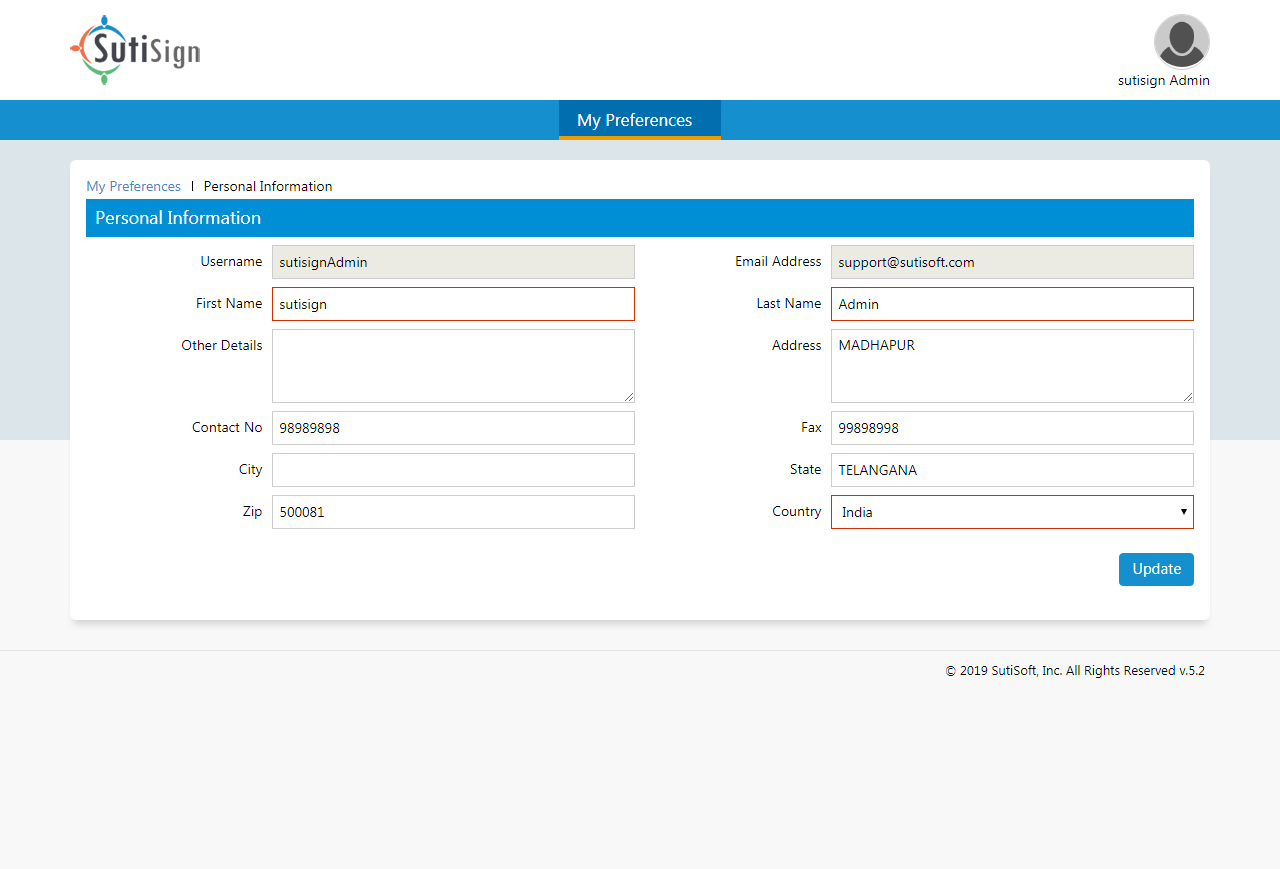 SutiSign
sutisign Admin
My Preferences
My Preferences I Personal Information
Personal Information
Username sutisignAdmin Email Address support@sutisoft.com
First Name sutisign Last Name Admin
Other Details Address MADHAPUR
Contact No 98989898 Fax 99898998
City State TELANGANA
Zip 500081 Country India
Update
© 2019 SutiSoft, Inc. All Rights Reserved v.5.2